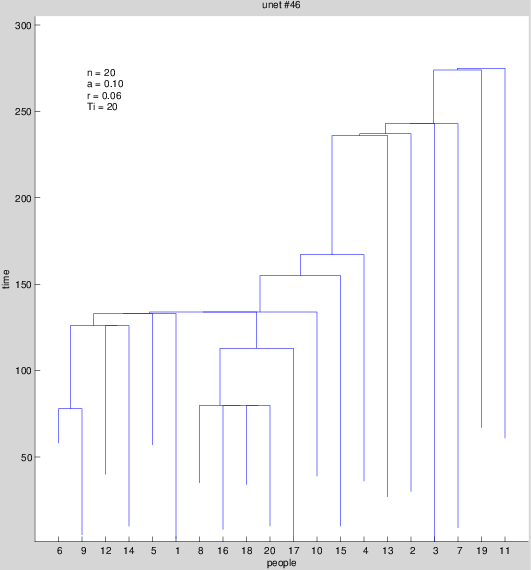 unet #46
300
n = 20
a = 0.10
r = 0.06
Ti = 20
250
200
150
100
50
time
6 9 12 14 5 1 8 16 18 20 17 10 15 4 13 2 3 7 19 11
people